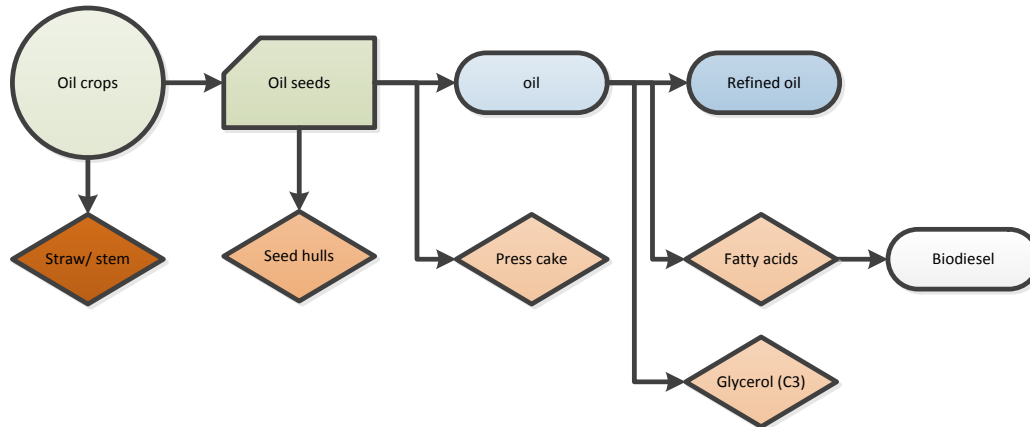 Oil crops
Oil seeds
oil
Refined oil
Straw/ stem
Seed hulls
Press cake
Fatty acids
Biodiesel
Glycerol (C3)